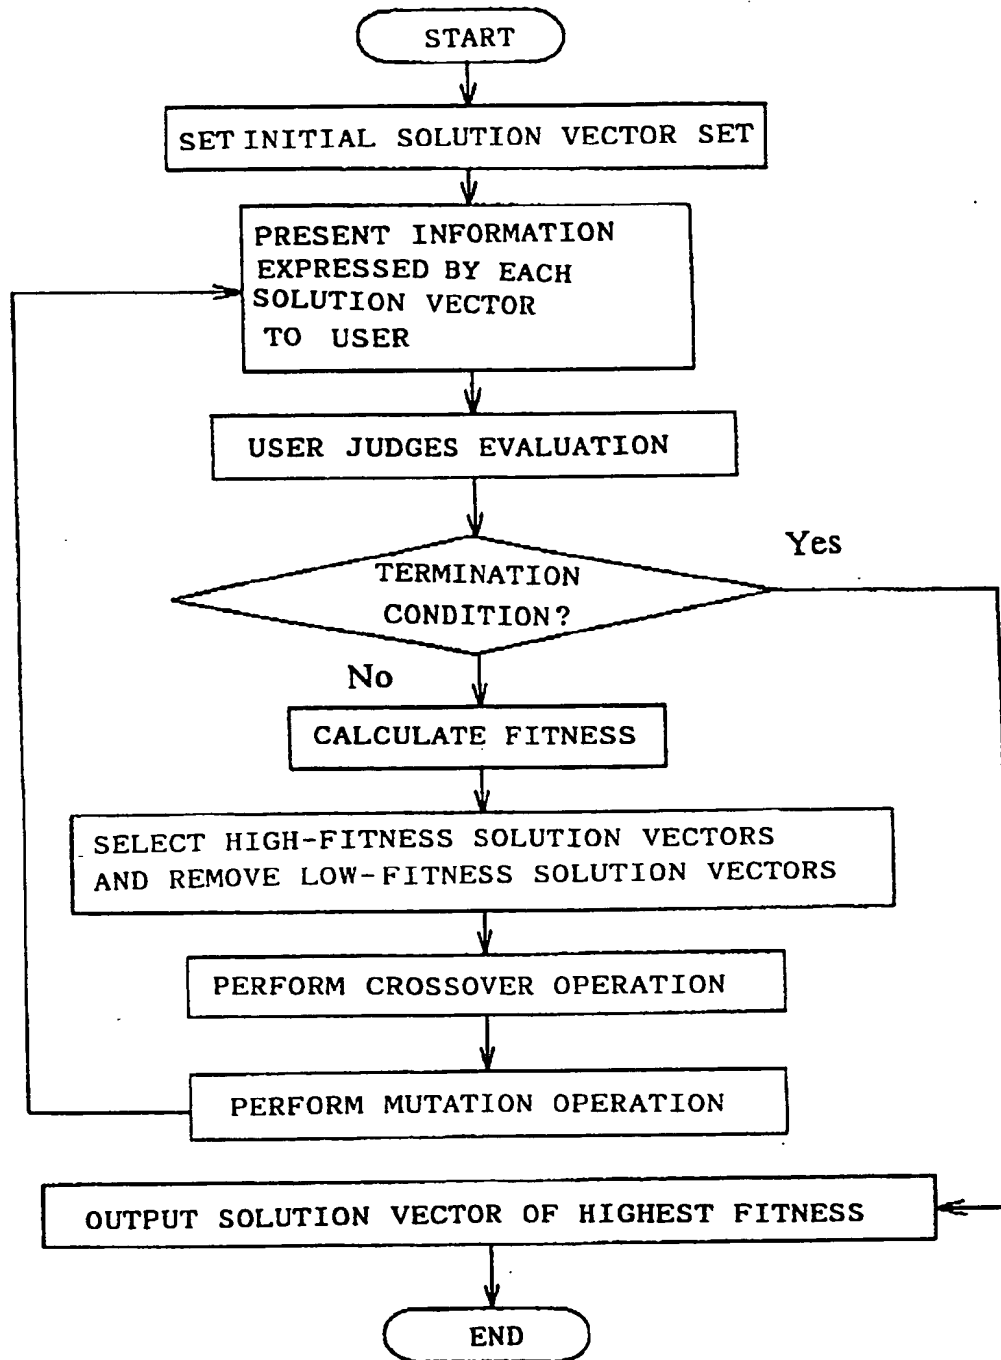 START
SET INITIAL SOLUTION VECTOR SET
PRESENT INFORMATION
EXPRESSED BY EACH
SOLUTION VECTOR
TO USER
USER JUDGES EVALUATION
TERMINATION
CONDITION?
Yes
No
CALCULATE FITNESS
SELECT HIGH-FITNESS SOLUTION VECTORS
AND REMOVE LOW-FITNESS SOLUTION VECTORS
PERFORM CROSSOVER OPERATION
PERFORM MUTATION OPERATION
OUTPUT SOLUTION VECTOR OF HIGHEST FITNESS
END